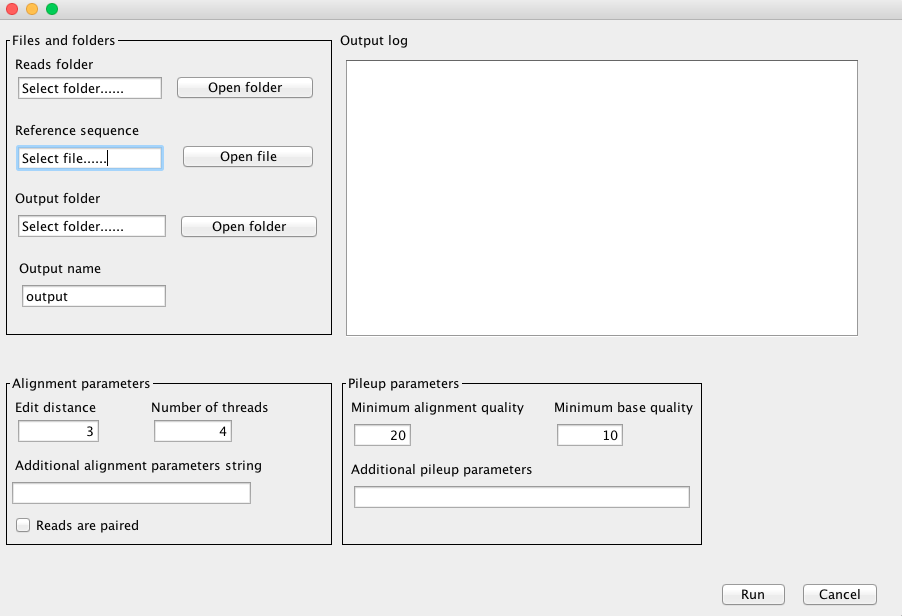 Files and folders
Reads folder
Select folder......
Open folder
Reference sequence
Select file......
Open file
Output folder
Select folder......
Open folder
Output name
output
Output log
Alignment parameters
Edit distance
Number of threads
3
4
Additional alignment parameters string
Reads are paired
Pileup parameters
Minimum alignment quality
Minimum base quality
20
10
Additional pileup parameters
Run
Cancel